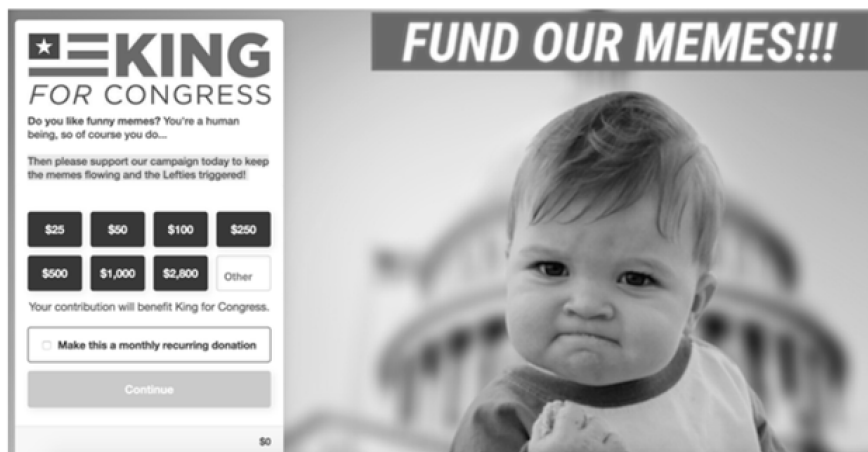 KING
FOR CONGRESS
Do you like funny memes? You're a human
being, so of course you do...
Then please support our campaign today to keep
the memes flowing and the Lefties triggered!
$25
$50
$100
$250
$500
$1,000
$2,800
Other
Your contribution will benefit King for Congress.
Make this a monthly recurring donation
Continue
$0
FUND OUR MEMES!!!